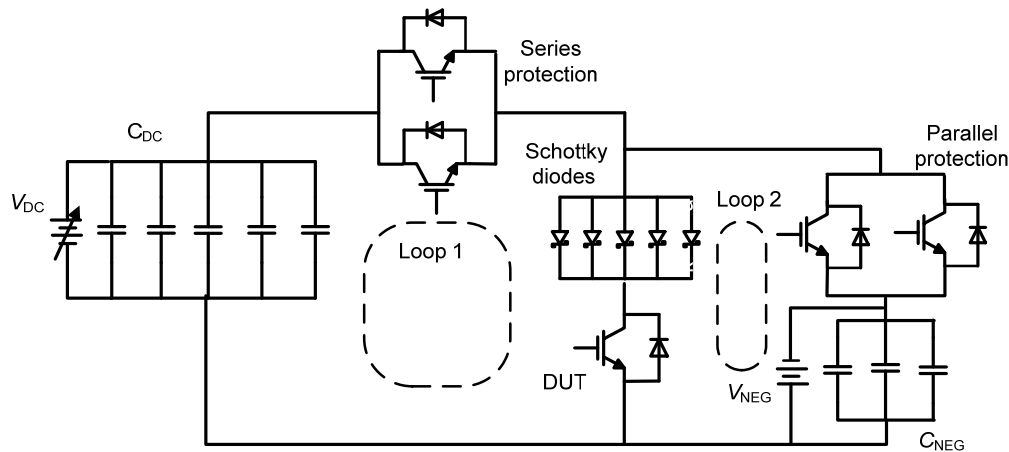 Series
protection
C_DC
Schottky
diodes
Parallel
protection
V_DC
Loop 2
Loop 1
DUT
V_NEG
C_NEG